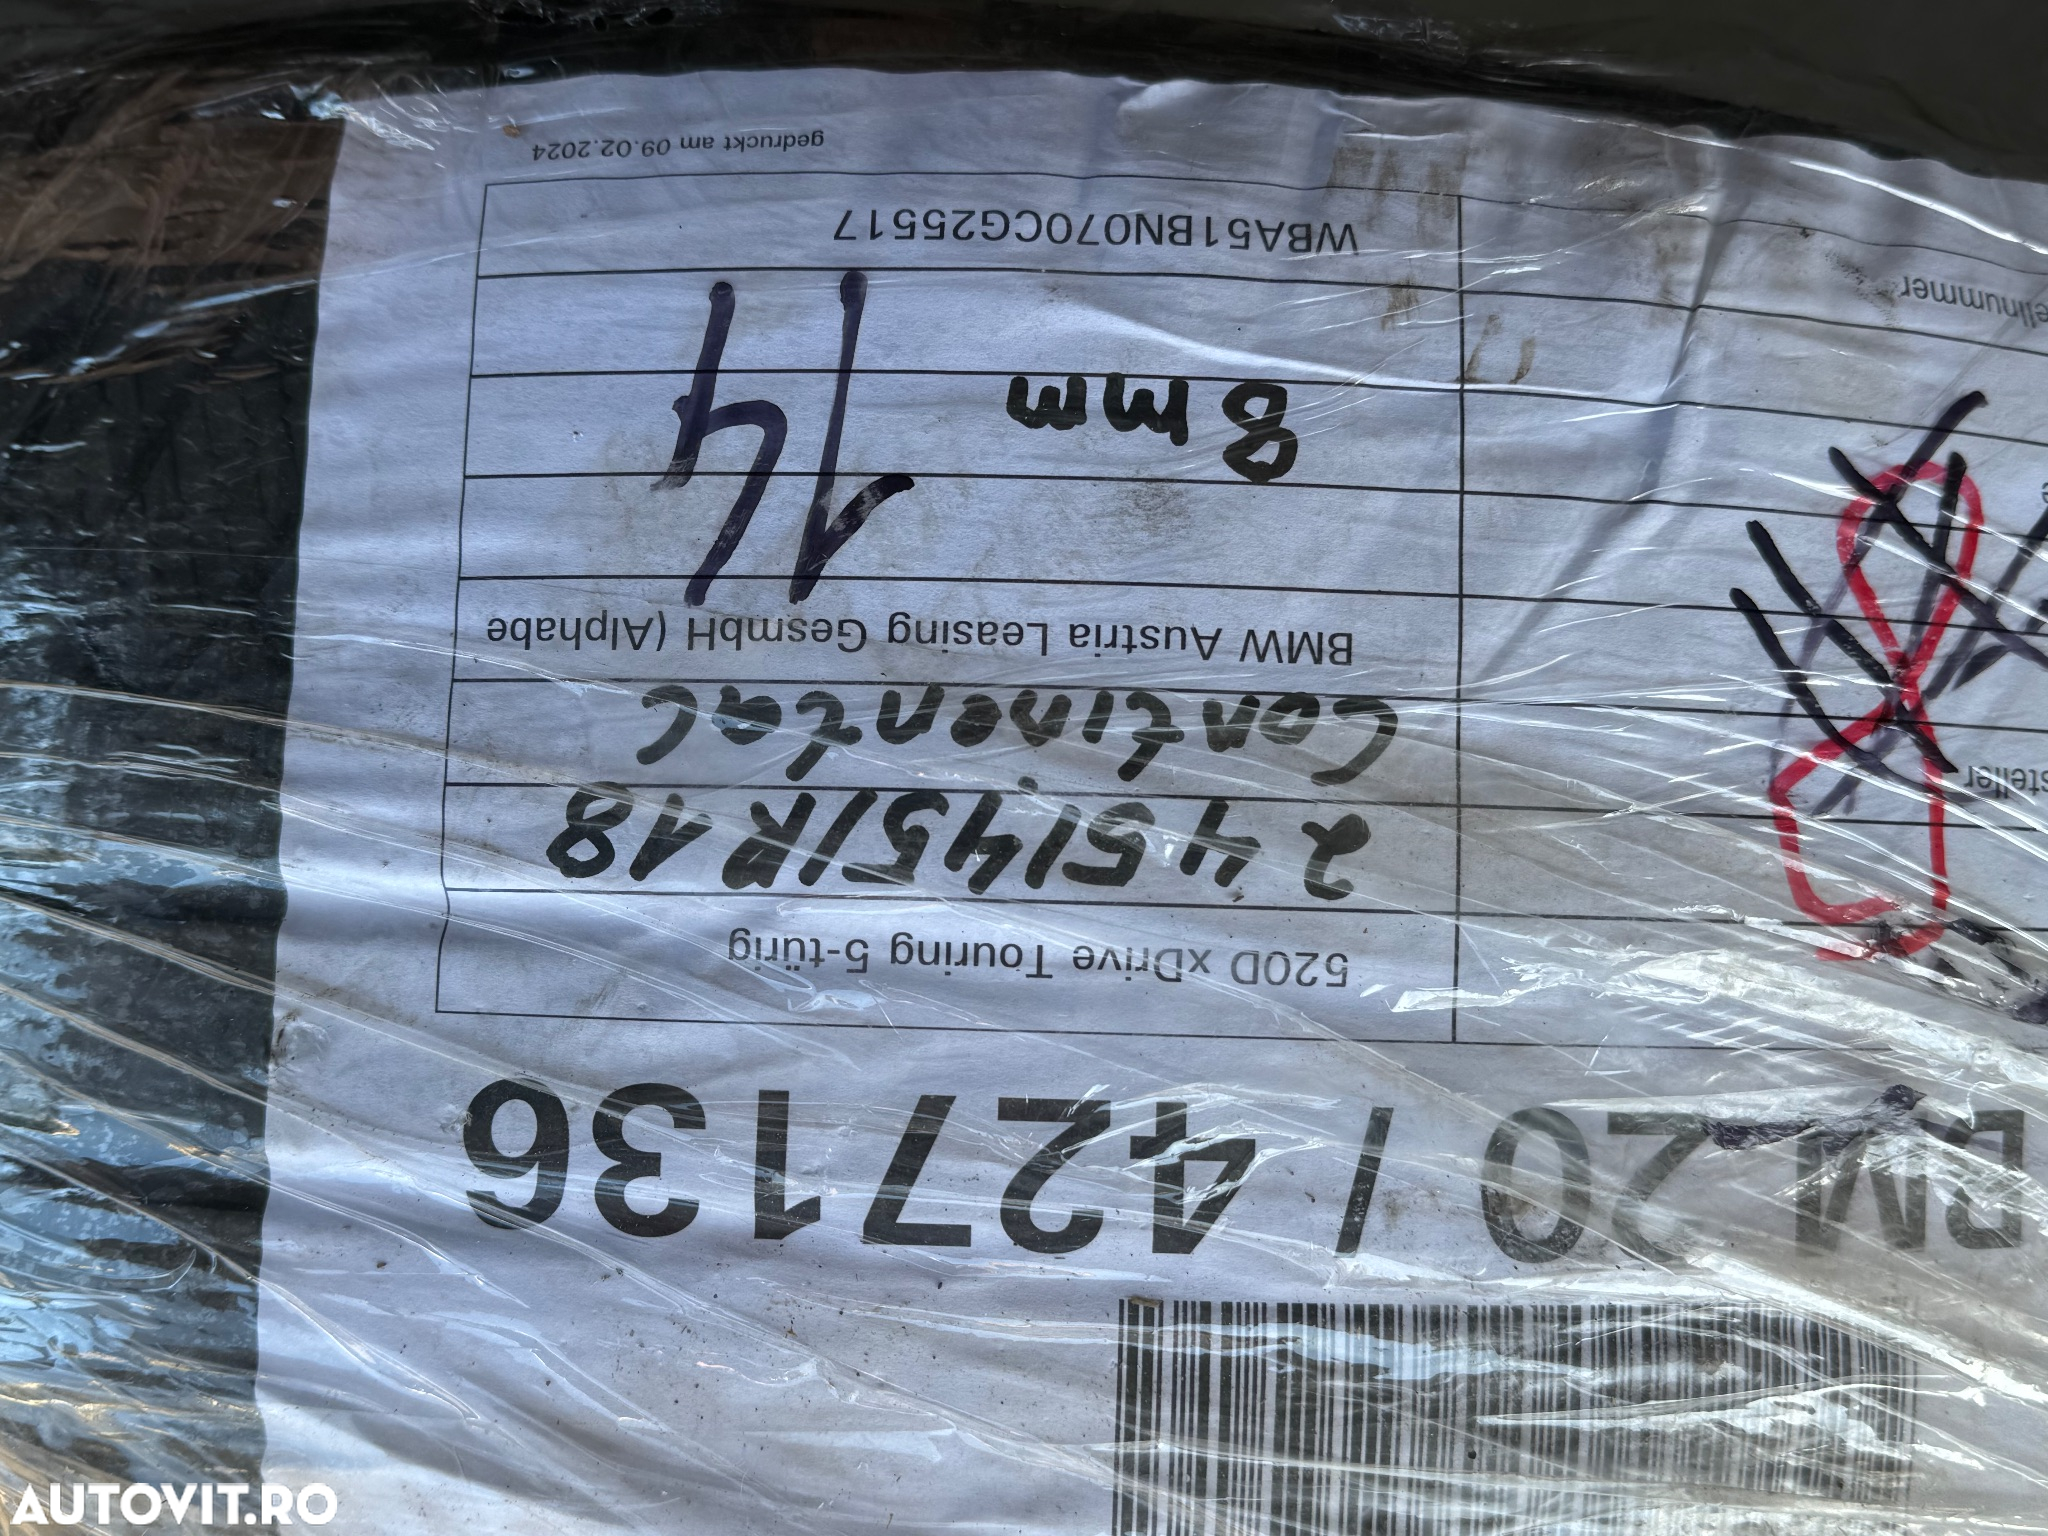 BM 20 / 427136
520D xDrive Touring 5-türig
245/45/R18
steller
Continental
BMW Austria Leasing GesmbH (Alphabe
8mm
14
ellnummer
WBA51BN070CG25517
gedruckt am 09.02.2024
AUTOVIT.RO